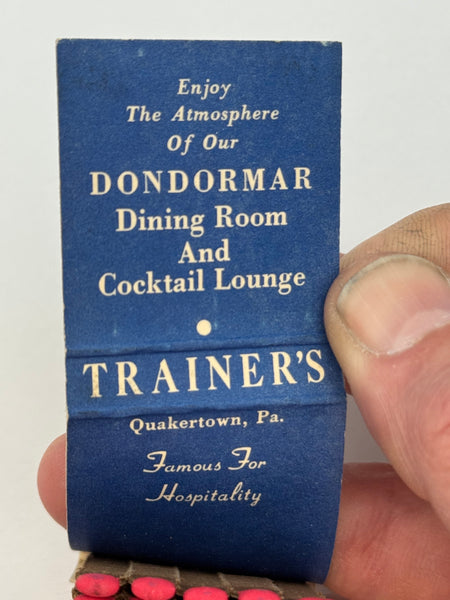 Enjoy
The Atmosphere
Of Our
DONDORMAR
Dining Room
And
Cocktail Lounge
TRAINER'S
Quakertown, Pa.
Famous For
Hospitality